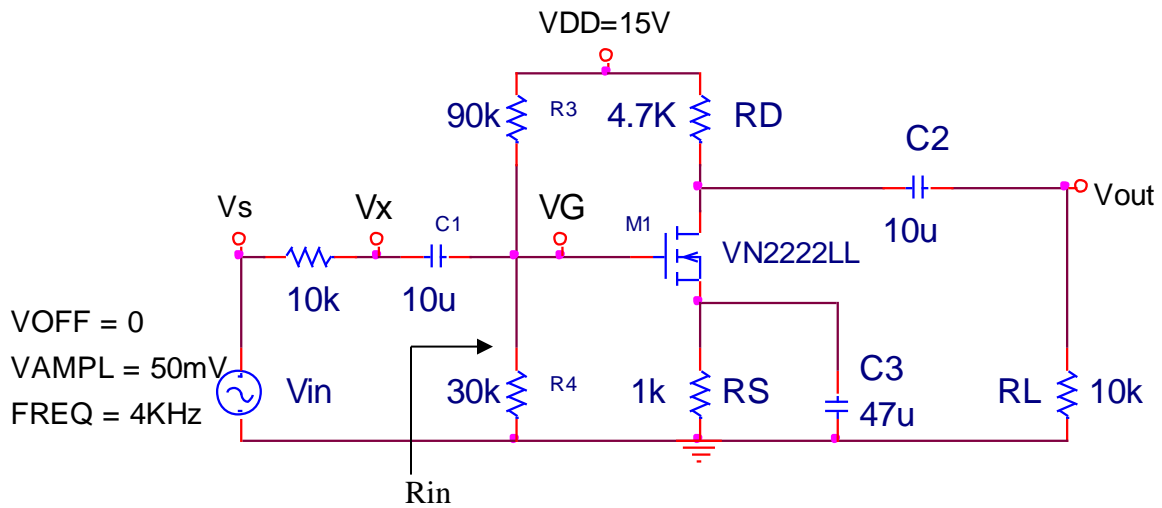 VDD=15V
90k
R3
4.7K
RD
C2
Vs
Vx
C1
VG
M1
VN2222LL
10u
Vout
10k
10u
VOFF = 0
VAMPL = 50mV
FREQ = 4KHz
Vin
30k
R4
1k
RS
C3
47u
RL
10k
Rin